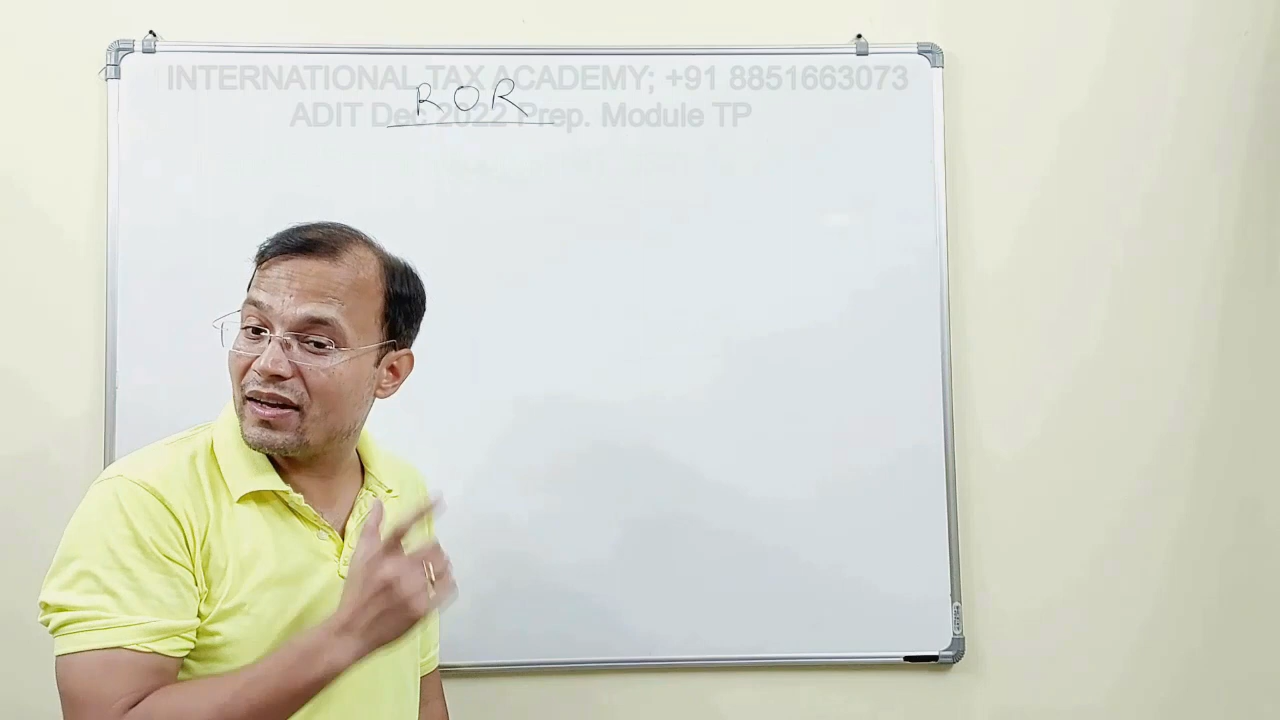 INTERNATIONAL TAX ACADEMY; +91 8851663073
ROR
ADIT Dec 2022 Prep. Module TP